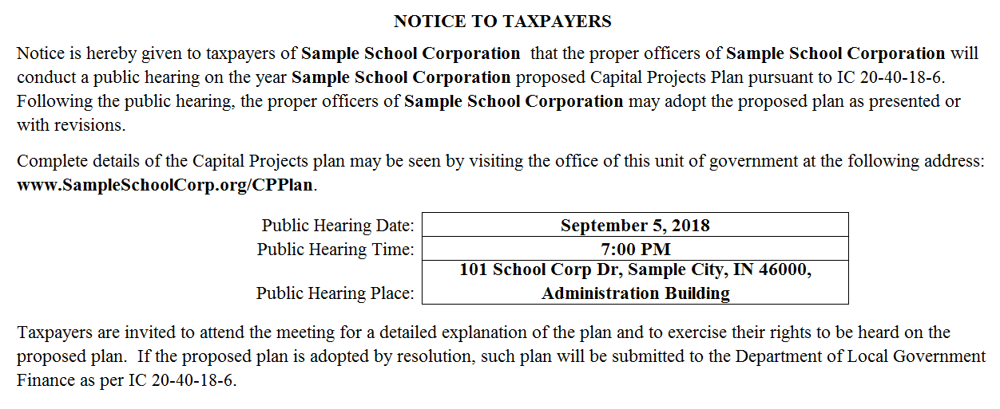 NOTICE TO TAXPAYERS
Notice is hereby given to taxpayers of Sample School Corporation  that the proper officers of Sample School Corporation will
conduct a public hearing on the year Sample School Corporation proposed Capital Projects Plan pursuant to IC 20-40-18-6.
Following the public hearing, the proper officers of Sample School Corporation may adopt the proposed plan as presented or
with revisions.
Complete details of the Capital Projects plan may be seen by visiting the office of this unit of government at the following address:
www.SampleSchoolCorp.org/CPPlan.
Public Hearing Date: September 5, 2018
Public Hearing Time: 7:00 PM
101 School Corp Dr, Sample City, IN 46000,
Public Hearing Place: Administration Building
Taxpayers are invited to attend the meeting for a detailed explanation of the plan and to exercise their rights to be heard on the
proposed plan.  If the proposed plan is adopted by resolution, such plan will be submitted to the Department of Local Government
Finance as per IC 20-40-18-6.